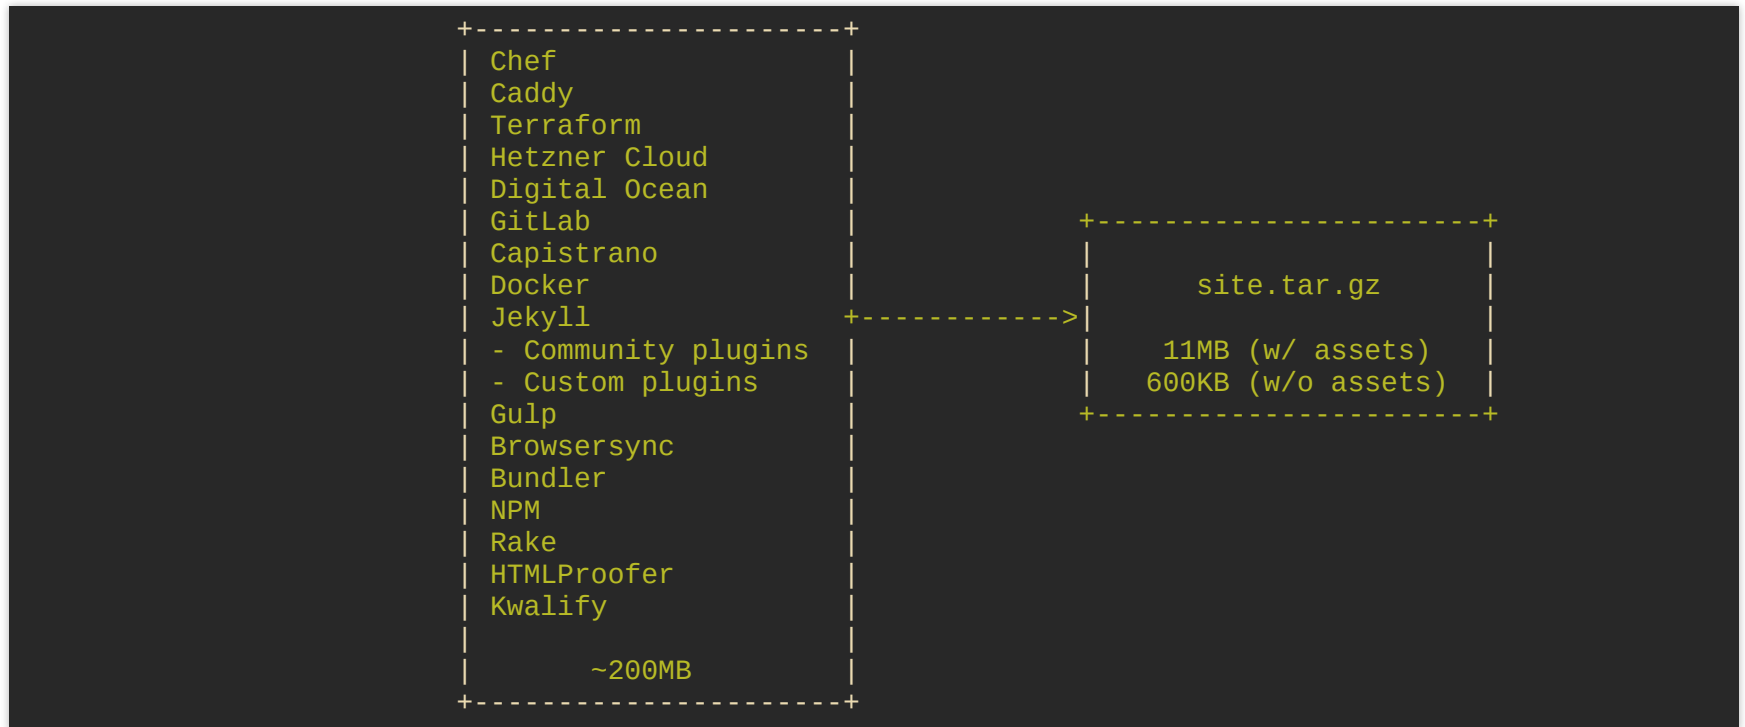 Chef
Caddy
Terraform
Hetzner Cloud
Digital Ocean
GitLab
Capistrano
Docker
Jekyll
- Community plugins
- Custom plugins
Gulp
Browsersync
Bundler
NPM
Rake
HTMLProofer
Kwalify
~200MB
site.tar.gz
11MB (w/ assets)
600KB (w/o assets)